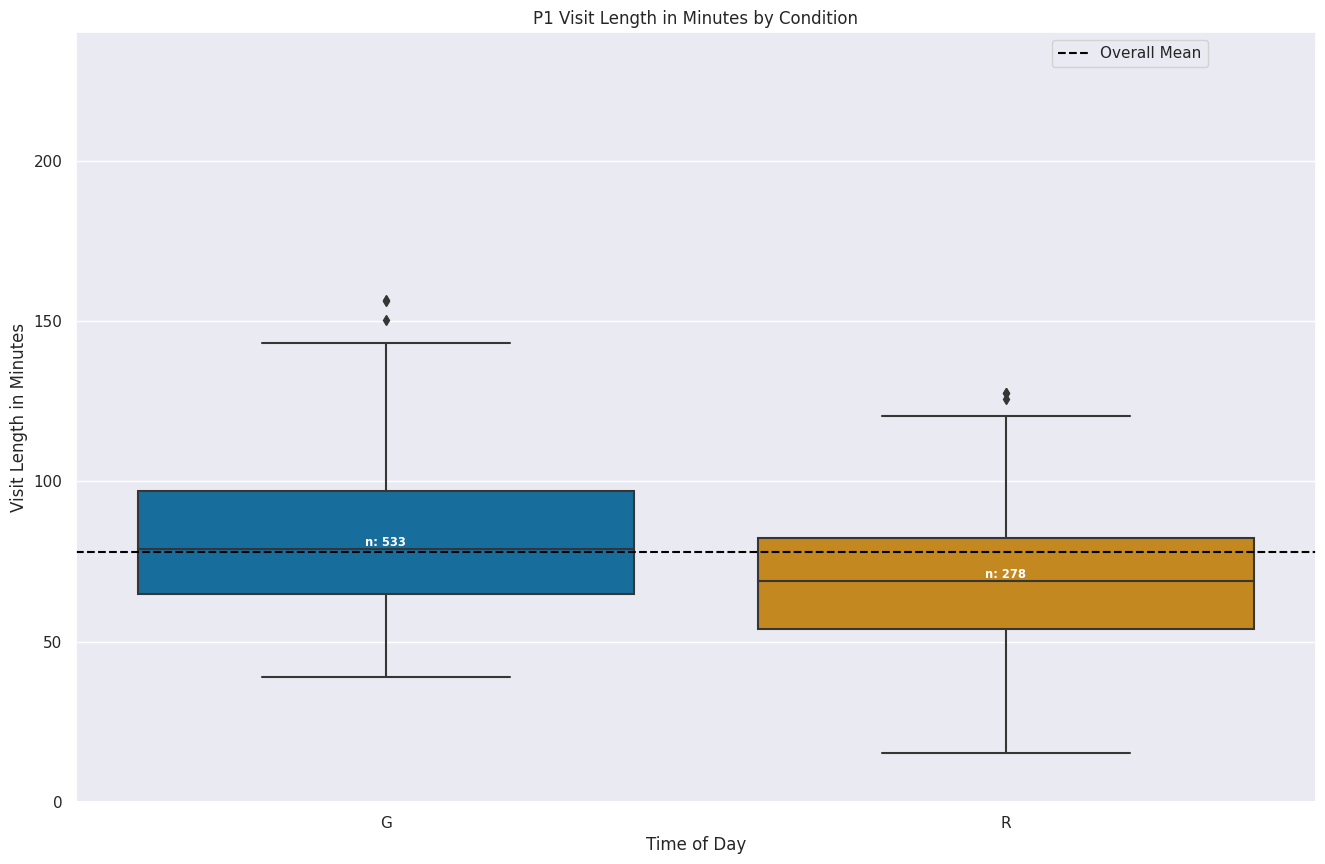 P1 Visit Length in Minutes by Condition
Overall Mean
Visit Length in Minutes
200
150
100
50
0
n: 533
n: 278
G
R
Time of Day